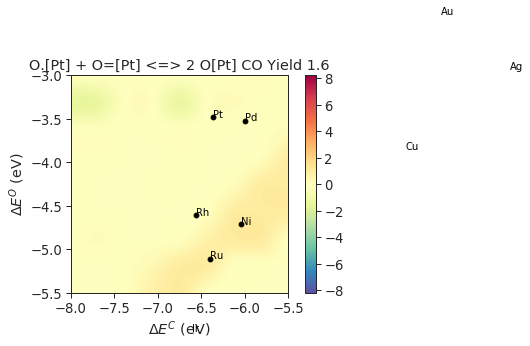 Au
Ag
Cu
O.[Pt] + O=[Pt] <=> 2 O[Pt] CO Yield 1.6
−3.0
−3.5
−4.0
−4.5
−5.0
−5.5
ΔE^O (eV)
Pt
Pd
Rh
Ni
Ru
−8.0 −7.5 −7.0 −6.5 −6.0 −5.5
ΔE^C (eV)
Ir
8
6
4
2
0
−2
−4
−6
−8